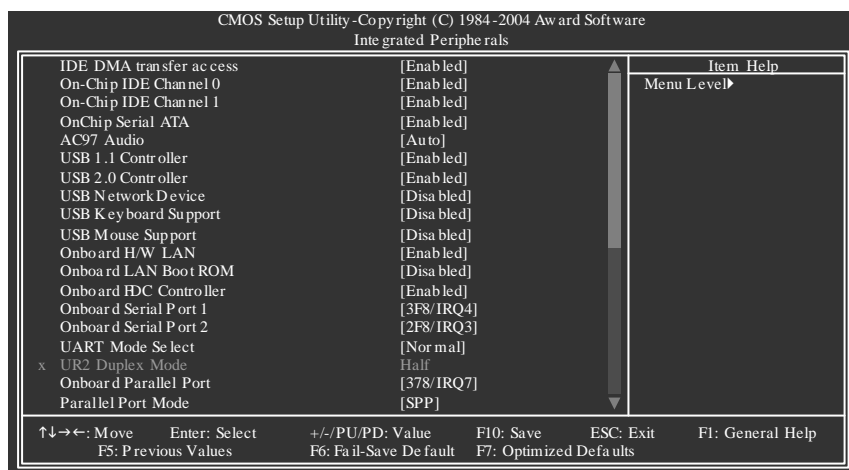 CMOS Setup Utility-Copyright (C) 1984-2004 Award Software
Integrated Peripherals
IDE DMA transfer access [Enabled]
On-Chip IDE Channel 0 [Enabled]
On-Chip IDE Channel 1 [Enabled]
OnChip Serial ATA [Enabled]
AC97 Audio [Auto]
USB 1.1 Controller [Enabled]
USB 2.0 Controller [Enabled]
USB Network Device [Disabled]
USB Keyboard Support [Disabled]
USB Mouse Support [Disabled]
Onboard H/W LAN [Enabled]
Onboard LAN Boot ROM [Disabled]
Onboard FDC Controller [Enabled]
Onboard Serial Port 1 [3F8/IRQ4]
Onboard Serial Port 2 [2F8/IRQ3]
UART Mode Select [Normal]
x UR2 Duplex Mode Half
Onboard Parallel Port [378/IRQ7]
Parallel Port Mode [SPP]
Item Help
Menu Level▶
↑↓→←: Move Enter: Select +/-/PU/PD: Value F10: Save ESC: Exit F1: General Help
F5: Previous Values F6: Fail-Save Default F7: Optimized Defaults